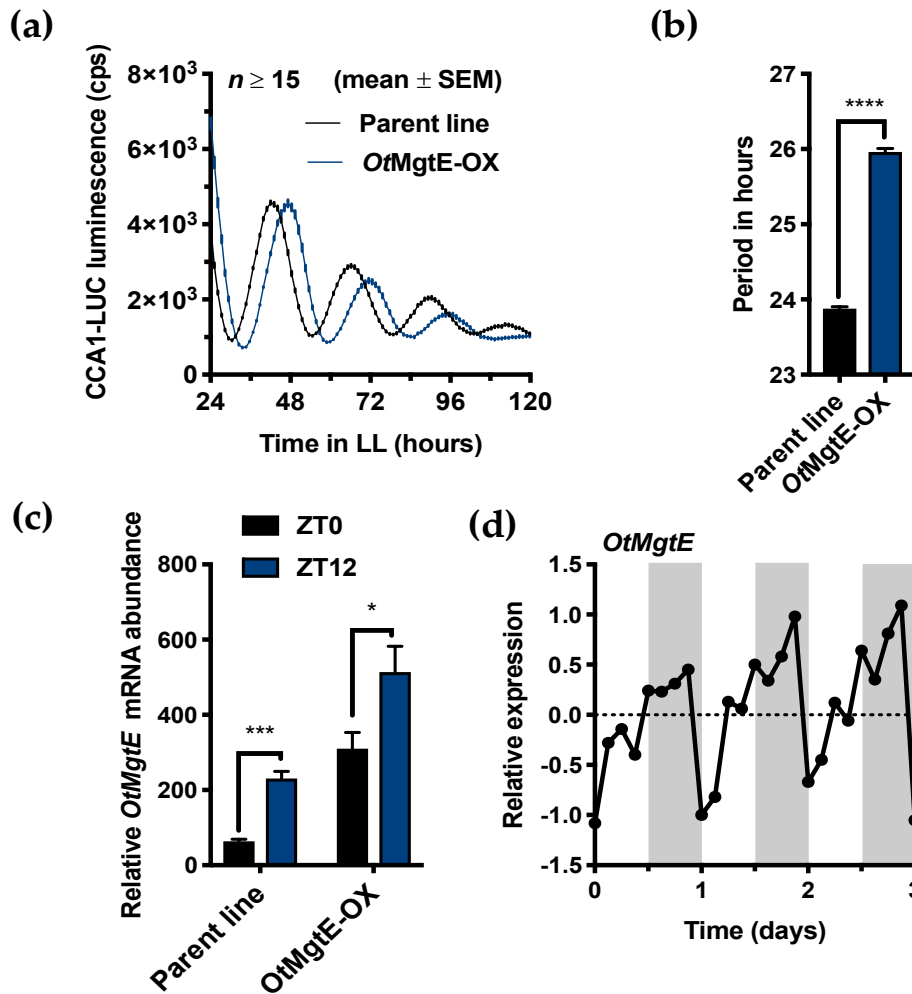 (a)
CCA1-LUC luminescence (cps)
8×10³
6×10³
4×10³
2×10³
0
n ≥ 15 (mean ± SEM)
Parent line
OtMgtE-OX
24 48 72 96 120
Time in LL (hours)
(b)
Period in hours
27
26
25
24
23
****
Parent line
OtMgtE-OX
(c)
Relative OtMgtE mRNA abundance
ZT0
ZT12
800
600
400
200
0
***
*
Parent line
OtMgtE-OX
(d)
OtMgtE
Relative expression
1.5
1.0
0.5
0.0
-0.5
-1.0
-1.5
0 1 2 3
Time (days)